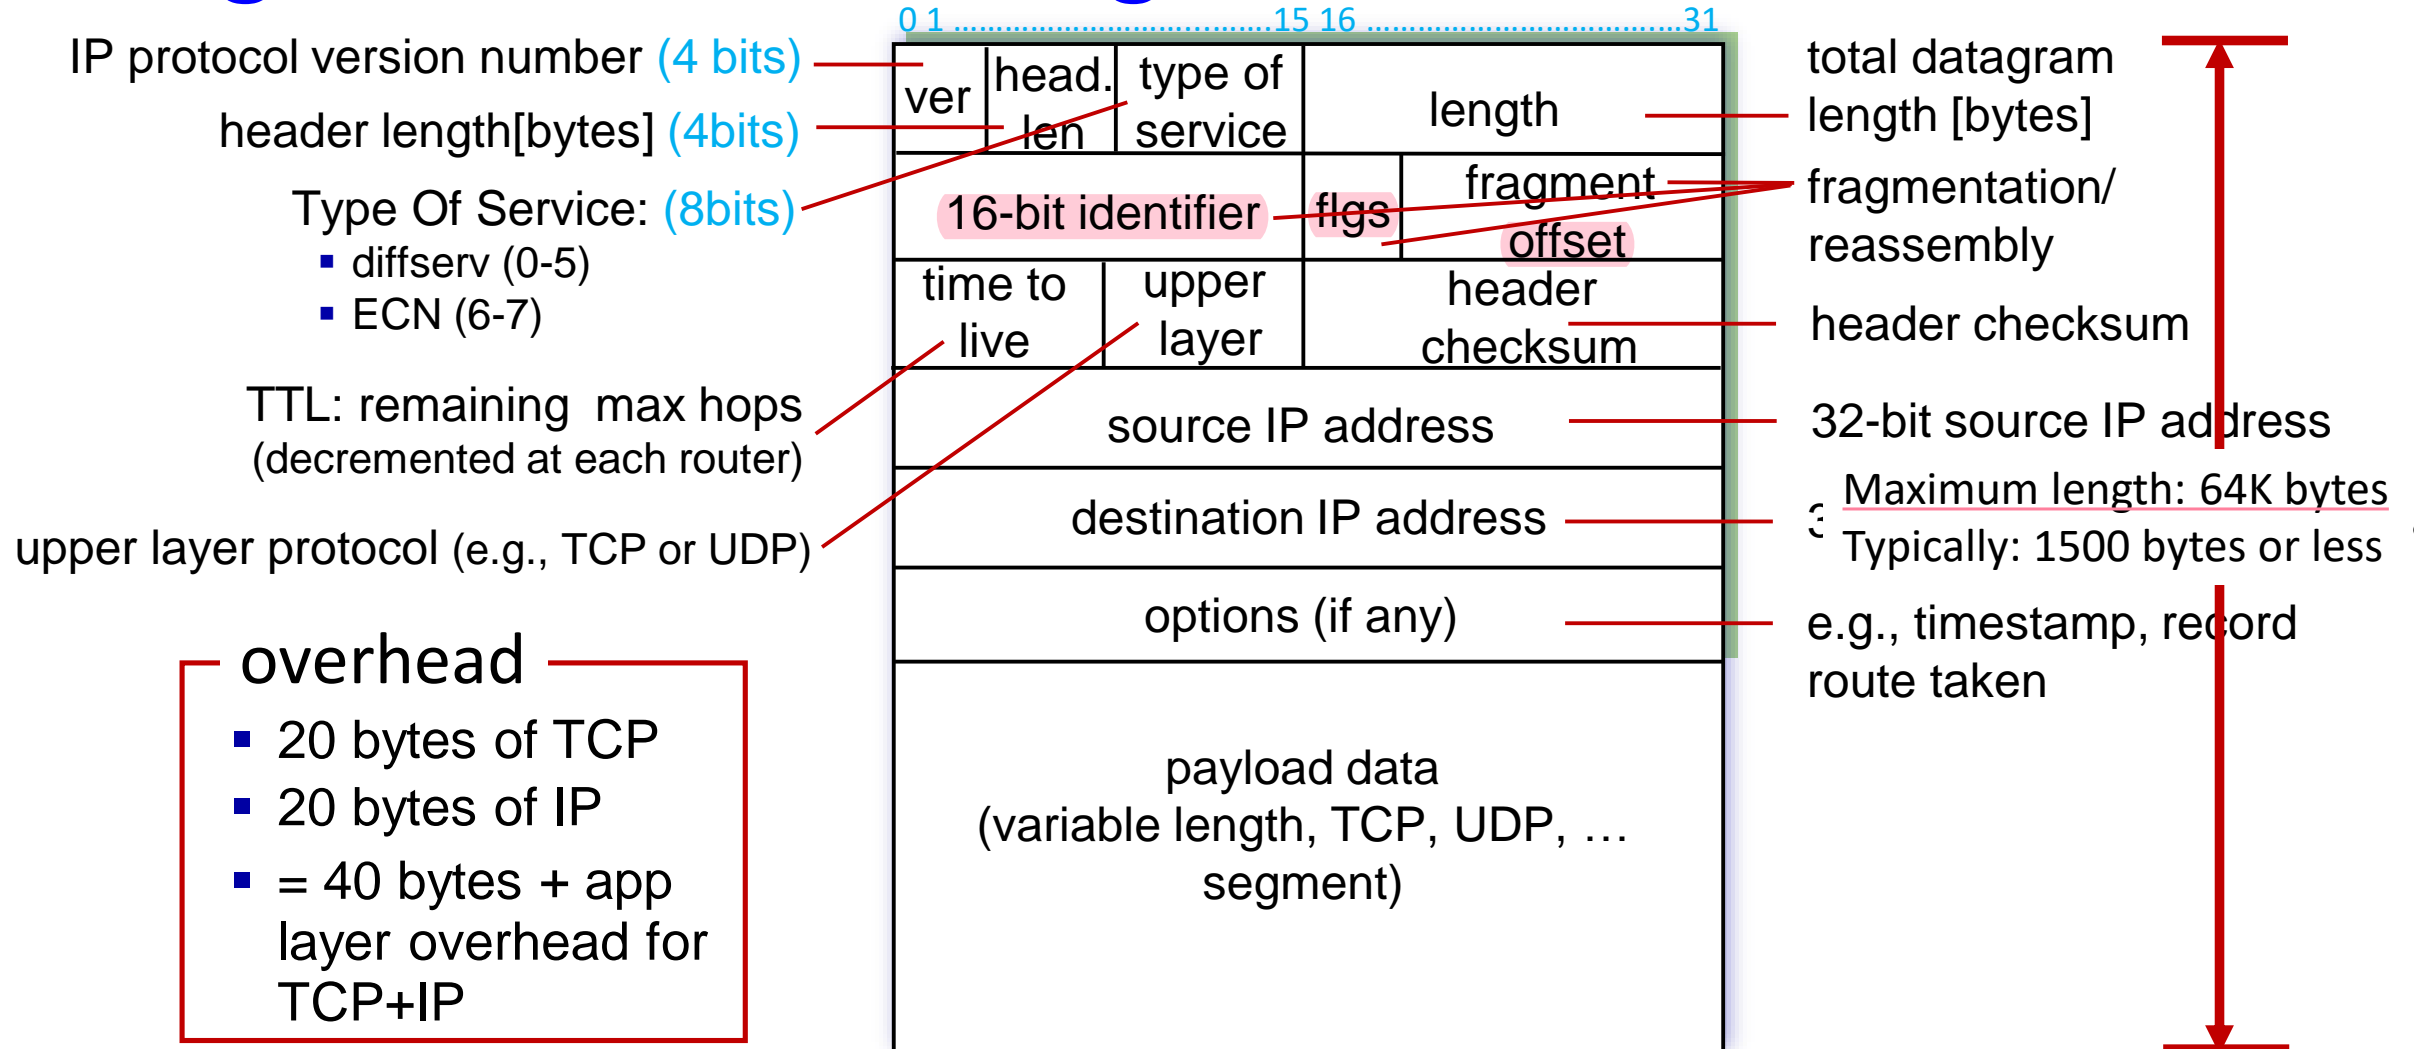 0 1 ......................................15 16 ......................................31
IP protocol version number (4 bits)
header length[bytes] (4bits)
Type Of Service: (8bits)
diffserv (0-5)
ECN (6-7)
TTL: remaining max hops
(decremented at each router)
upper layer protocol (e.g., TCP or UDP)
overhead
20 bytes of TCP
20 bytes of IP
= 40 bytes + app
layer overhead for
TCP+IP
ver
head.
len
type of
service
length
16-bit identifier
flgs
fragment
offset
time to
live
upper
layer
header
checksum
source IP address
destination IP address
options (if any)
payload data
(variable length, TCP, UDP, …
segment)
total datagram
length [bytes]
fragmentation/
reassembly
header checksum
32-bit source IP address
Maximum length: 64K bytes
Typically: 1500 bytes or less
e.g., timestamp, record
route taken